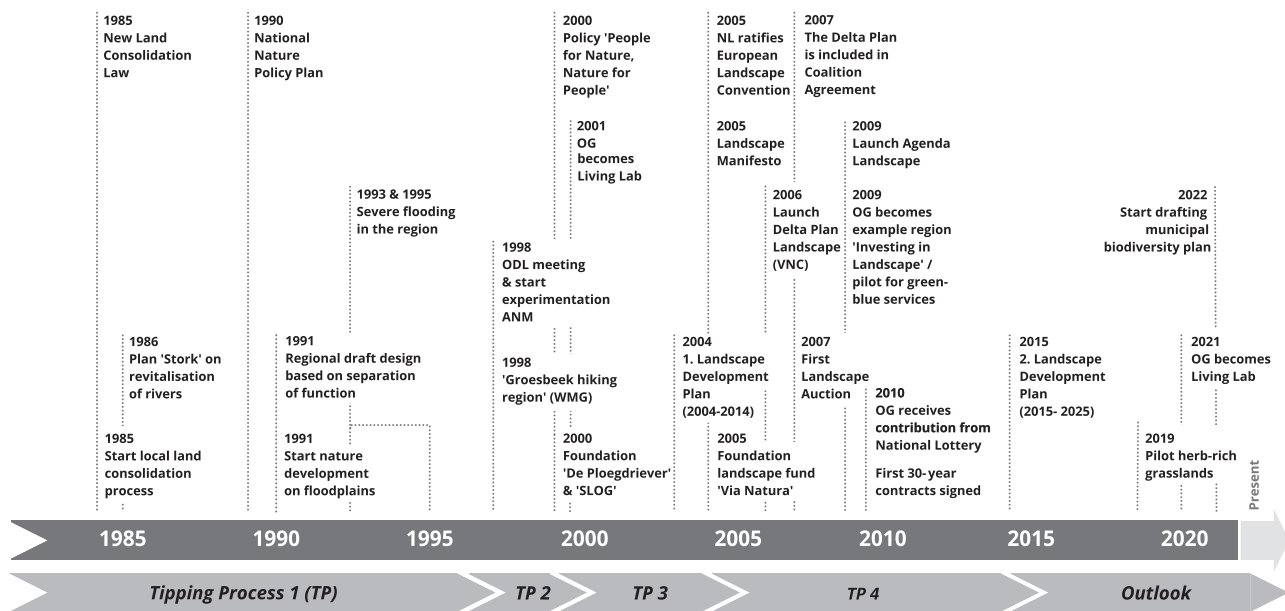 1985
New Land
Consolidation
Law
1990
National
Nature
Policy Plan
2000
Policy 'People
for Nature,
Nature for
People'
2005
NL ratifies
European
Landscape
Convention
2007
The Delta Plan
is included in
Coalition
Agreement
2001
OG
becomes
Living Lab
2005
Landscape
Manifesto
2009
Launch Agenda
Landscape
1993 & 1995
Severe flooding
in the region
2006
Launch
Delta Plan
Landscape
(VNC)
2009
OG becomes
example region
'Investing in
Landscape' /
pilot for green-
blue services
2022
Start drafting
municipal
biodiversity plan
1998
ODL meeting
& start
experimentation
ANM
1986
Plan 'Stork' on
revitalisation
of rivers
1991
Regional draft design
based on separation
of function
1998
'Groesbeek hiking
region' (WMG)
2004
1. Landscape
Development
Plan
(2004-2014)
2007
First
Landscape
Auction
2010
OG receives
contribution from
National Lottery
First 30-year
contracts signed
2015
2. Landscape
Development
Plan
(2015- 2025)
2021
OG becomes
Living Lab
1985
Start local land
consolidation
process
1991
Start nature
development
on floodplains
2000
Foundation
'De Ploegdriever'
& 'SLOG'
2005
Foundation
landscape fund
'Via Natura'
2019
Pilot herb-rich
grasslands
Present
1985 1990 1995 2000 2005 2010 2015 2020
Tipping Process 1 (TP) TP 2 TP 3 TP 4 Outlook